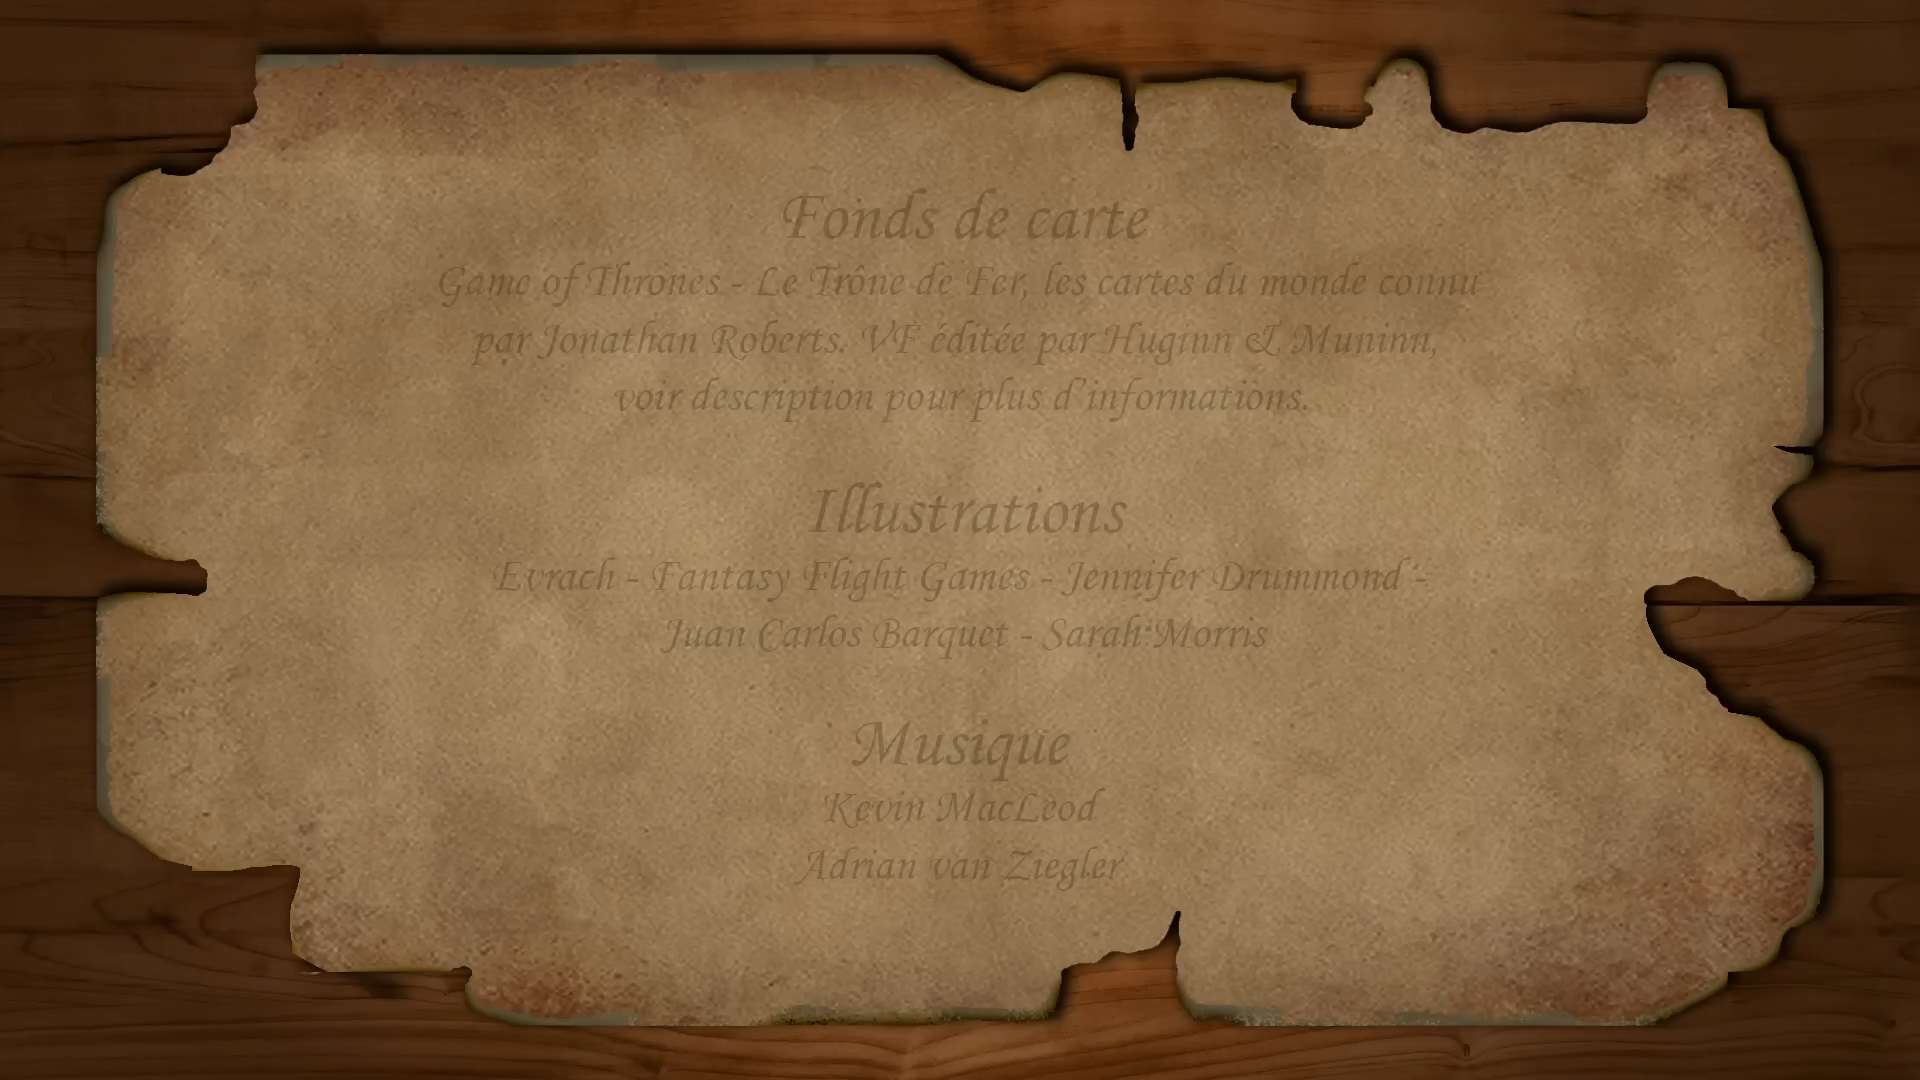 Fonds de carte
Game of Thrones - Le Trône de Fer, les cartes du monde connu
par Jonathan Roberts. VF éditée par Huginn & Muninn,
voir description pour plus d'informations.
Illustrations
Evrach - Fantasy Flight Games - Jennifer Drummond -
Juan Carlos Barquet - Sarah Morris
Musique
Kevin MacLeod
Adrian van Ziegler